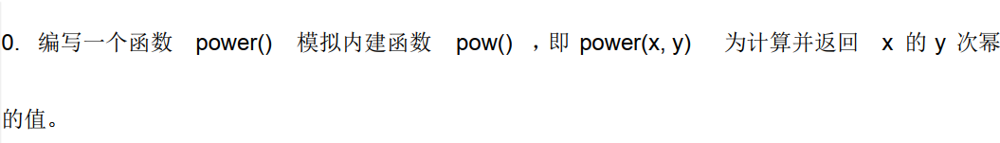 0. 编写一个函数 power() 模拟内建函数 pow() ，即 power(x, y) 为计算并返回 x 的 y 次幂
的值。